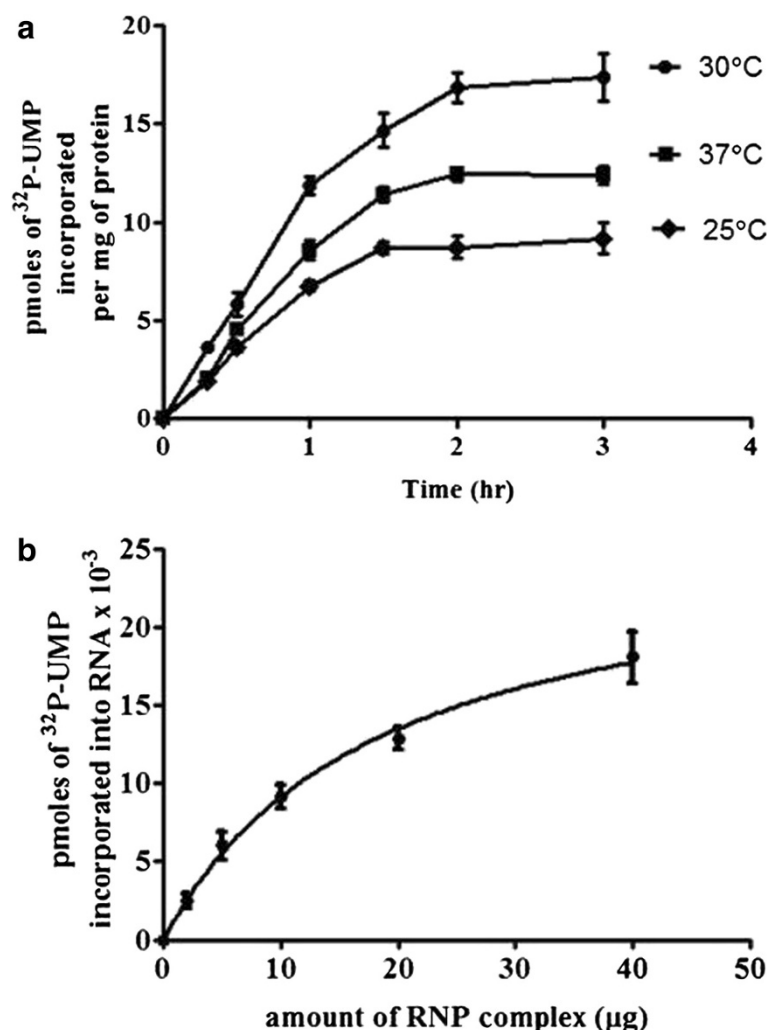 a
pmoles of ³²P-UMP
incorporated
per mg of protein
20
15
10
5
0
0 1 2 3 4
Time (hr)
30°C
37°C
25°C
b
pmoles of ³²P-UMP
incorporated into RNA x 10⁻³
25
20
15
10
5
0
0 10 20 30 40 50
amount of RNP complex (µg)